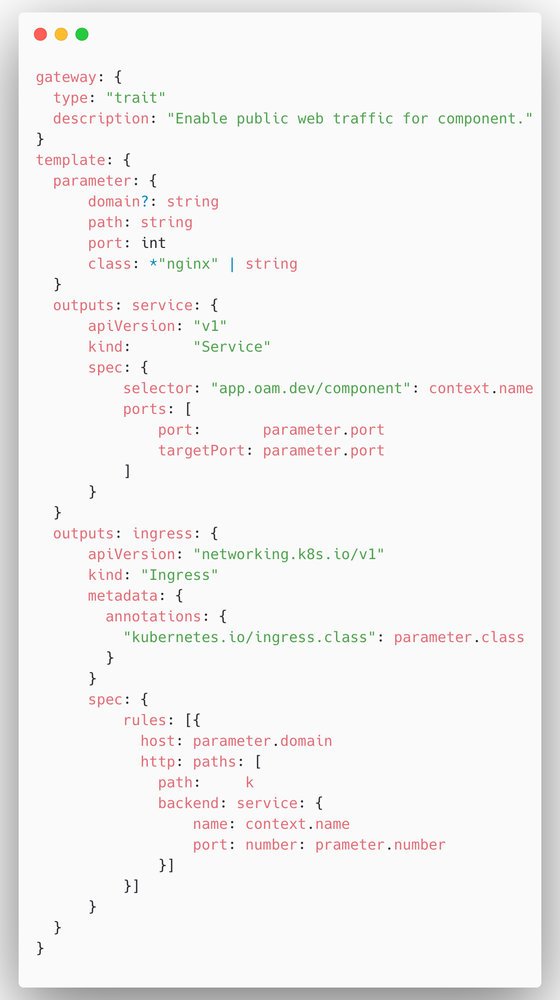 gateway: {
  type: "trait"
  description: "Enable public web traffic for component."
}
template: {
  parameter: {
      domain?: string
      path: string
      port: int
      class: *"nginx" | string
  }
  outputs: service: {
      apiVersion: "v1"
      kind:       "Service"
      spec: {
          selector: "app.oam.dev/component": context.name
          ports: [
              port:       parameter.port
              targetPort: parameter.port
          ]
      }
  }
  outputs: ingress: {
      apiVersion: "networking.k8s.io/v1"
      kind: "Ingress"
      metadata: {
        annotations: {
          "kubernetes.io/ingress.class": parameter.class
        }
      }
      spec: {
          rules: [{
            host: parameter.domain
            http: paths: [
              path:     k
              backend: service: {
                  name: context.name
                  port: number: prameter.number
              }]
          }]
      }
  }
}